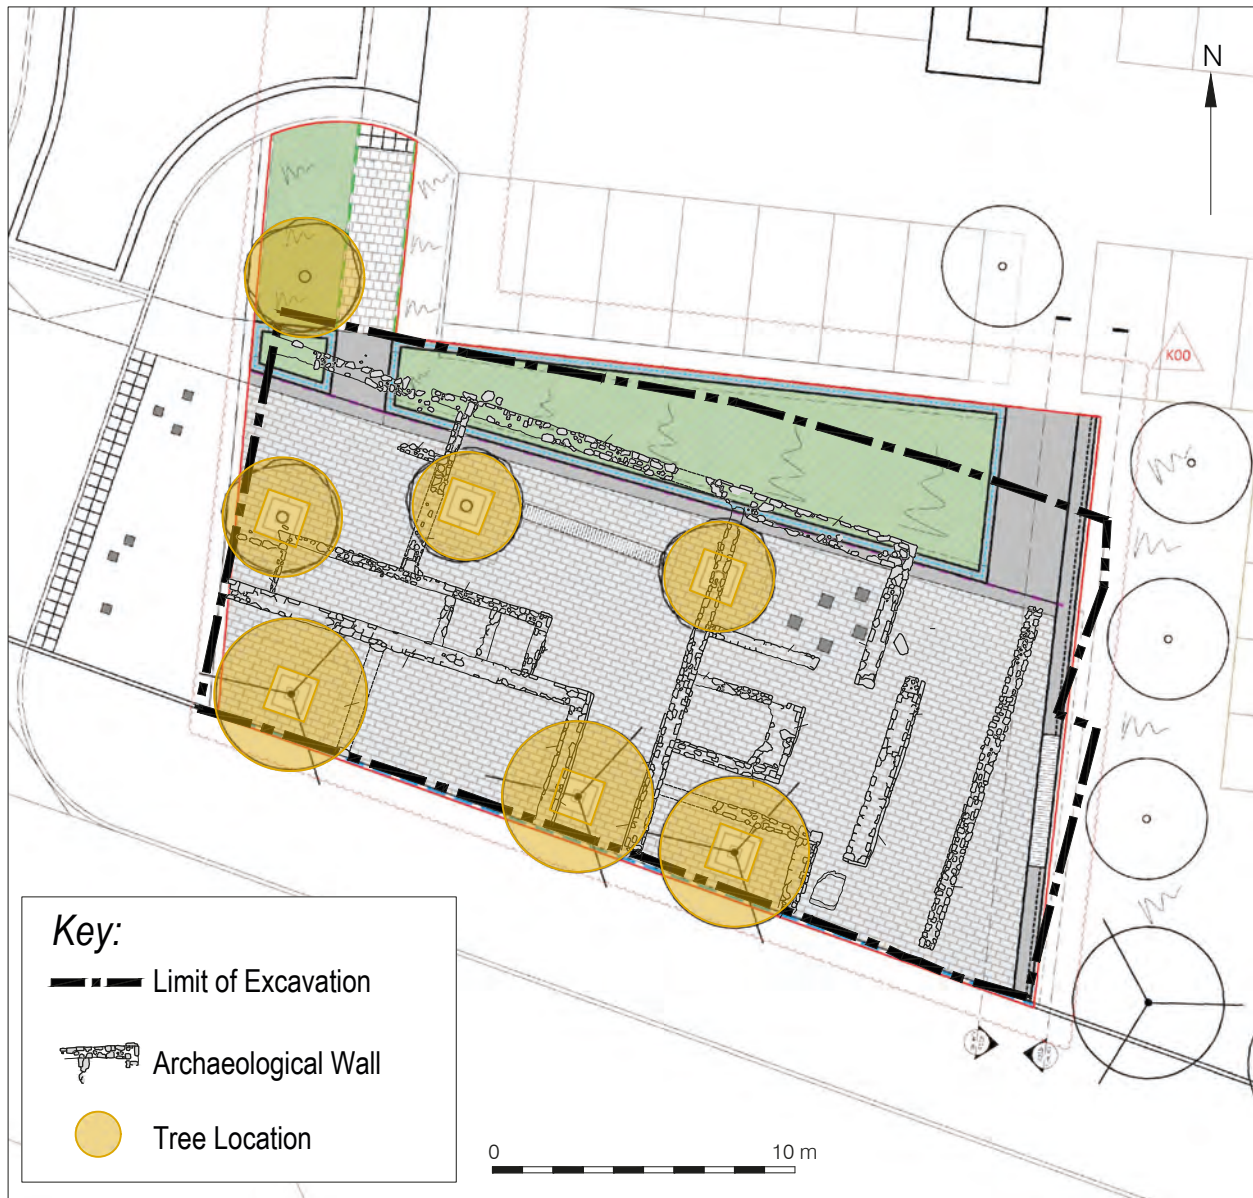 N
K00
Key:
Limit of Excavation
Archaeological Wall
Tree Location
0 10 m